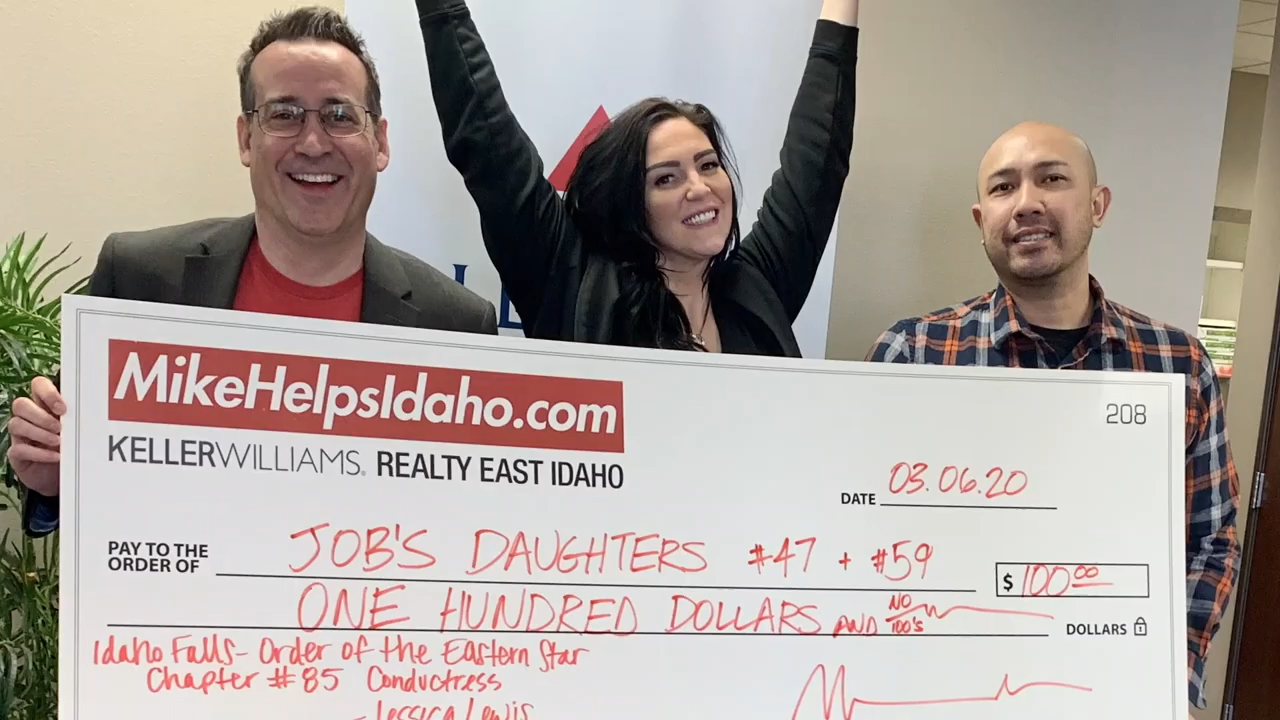 MikeHelpsIdaho.com
KELLERWILLIAMS. REALTY EAST IDAHO
208
DATE 03.06.20
PAY TO THE
ORDER OF JOB'S DAUGHTERS #47 + #59
$ 100.00
ONE HUNDRED DOLLARS AND NO/100'S DOLLARS
Idaho Falls - Order of the Eastern Star
Chapter #85 Conductress
- Jessica Lewis